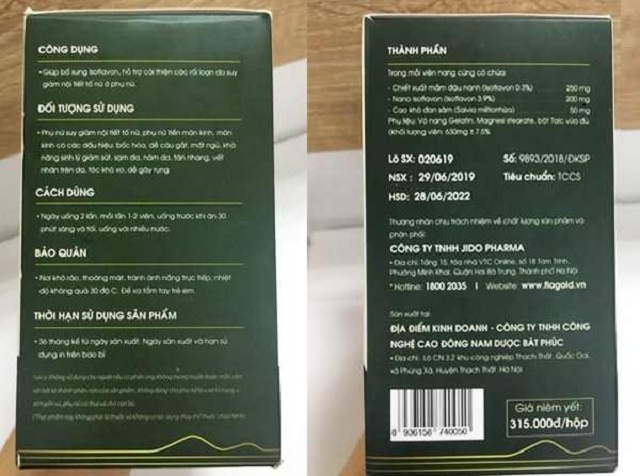 CÔNG DỤNG
• Giúp bổ sung Isoflavon, hỗ trợ cải thiện các rối loạn do suy
giảm nội tiết tố nữ ở phụ nữ.
ĐỐI TƯỢNG SỬ DỤNG
• Phụ nữ suy giảm nội tiết tố nữ, phụ nữ tiền mãn kinh, mãn
kinh có các dấu hiệu: bốc hỏa, dễ cáu gắt, mất ngủ, khả
năng sinh lý giảm sút, sạm da, nám da, tàn nhang, vết
nhăn trên da, tóc khô xơ, dễ gãy rụng.
CÁCH DÙNG
• Ngày uống 2 lần, mỗi lần 1-2 viên, uống trước khi ăn 30
phút sáng và tối, uống với nhiều nước.
BẢO QUẢN
• Nơi khô ráo, thoáng mát, tránh ánh nắng trực tiếp, nhiệt
độ không quá 30 độ C. Để xa tầm tay trẻ em.
THỜI HẠN SỬ DỤNG SẢN PHẨM
• 36 tháng kể từ ngày sản xuất. Ngày sản xuất và hạn sử
dụng in trên bao bì
THÀNH PHẦN
Trong mỗi viên nang cứng có chứa:
- Chiết xuất mầm đậu nành (Isoflavon 0.3%) 250 mg
- Nano Isoflavon (Isoflavon 3.9%) 200 mg
- Cao khô đan sâm (Salvia miltiorrhiza) 50 mg
Phụ liệu: Vỏ nang Gelatin, Magnesi stearate, bột Talc vừa đủ
(Khối lượng viên: 630mg ± 7.5%
Lô SX: 020619 Số: 9893/2018/ĐKSP
NSX : 29/06/2019 Tiêu chuẩn: TCCS
HSD: 28/06/2022
Thương nhân chịu trách nhiệm về chất lượng sản phẩm và
phân phối:
CÔNG TY TNHH JIDO PHARMA
• Địa chỉ: Tầng 15, tòa nhà VTC Online, số 18 Tam Trinh,
Phường Minh Khai, Quận Hai Bà Trưng, Thành phố Hà Nội
* Hotline: 1800 2035 | Website: www.fiagold.vn
Sản xuất tại:
ĐỊA ĐIỂM KINH DOANH - CÔNG TY TNHH CÔNG
NGHỆ CAO ĐÔNG NAM DƯỢC BẤT PHÚC
• Địa chỉ: Lô CN 3.2 khu công nghiệp Thạch Thất, Quốc Oai,
xã Phùng Xá, Huyện Thạch Thất, Hà Nội
Giá niêm yết:
315.000đ/hộp
8 906156 740050